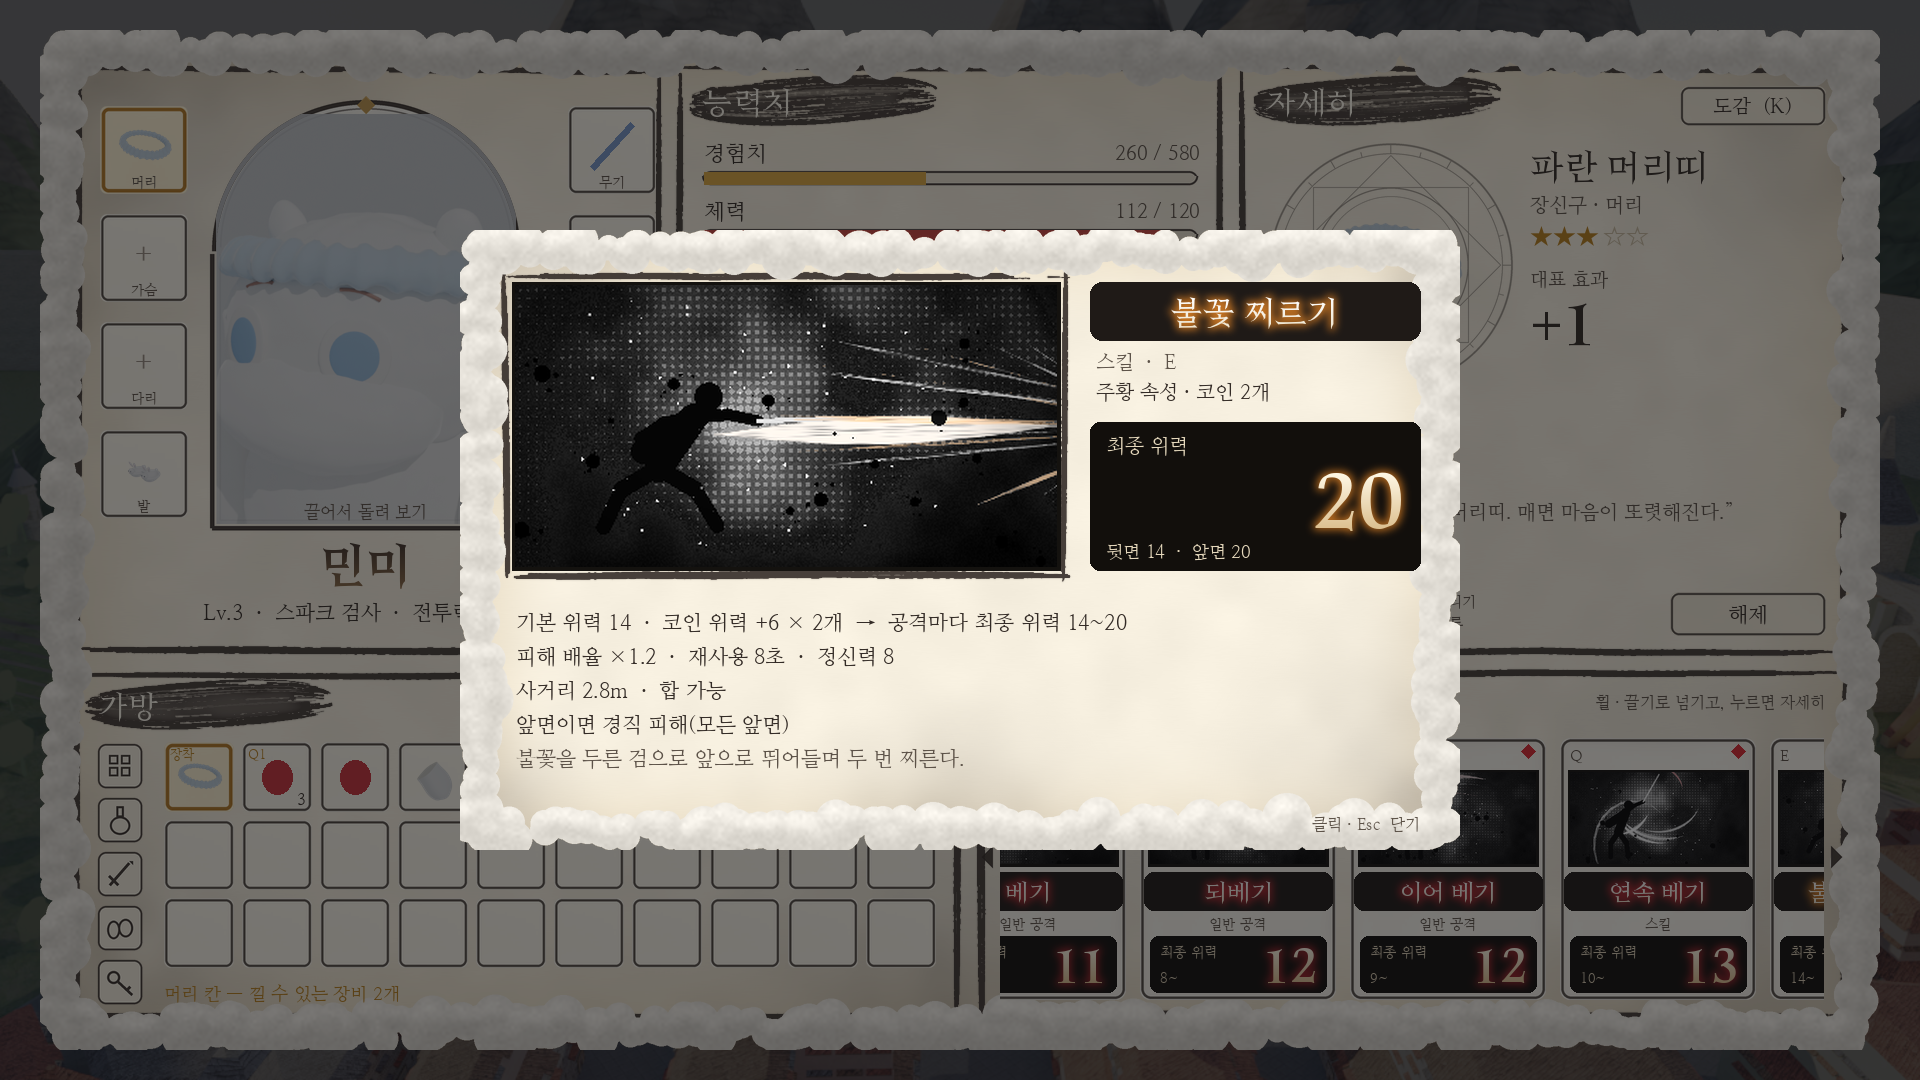 능력치
자세히
도감 (K)
머리
무기
경험치
260 / 580
체력
112 / 120
가슴
다리
발
끌어서 돌려 보기
민미
Lv.3 · 스파크 검사 · 전투력
파란 머리띠
장신구 · 머리
★★★☆☆
대표 효과
+1
머리띠. 매면 마음이 또렷해진다.”
해제
불꽃 찌르기
스킬 · E
주황 속성 · 코인 2개
최종 위력
20
뒷면 14 · 앞면 20
기본 위력 14 · 코인 위력 +6 × 2개 → 공격마다 최종 위력 14~20
피해 배율 ×1.2 · 재사용 8초 · 정신력 8
사거리 2.8m · 합 가능
앞면이면 경직 피해(모든 앞면)
불꽃을 두른 검으로 앞으로 뛰어들며 두 번 찌른다.
클릭 · Esc 닫기
가방
장착
Q1
3
머리 칸 — 낄 수 있는 장비 2개
휠 · 끌기로 넘기고, 누르면 자세히
베기
일반 공격
11
되베기
일반 공격
최종 위력
8~
12
이어 베기
일반 공격
최종 위력
9~
12
Q
연속 베기
스킬
최종 위력
10~
13
E
최종
14~